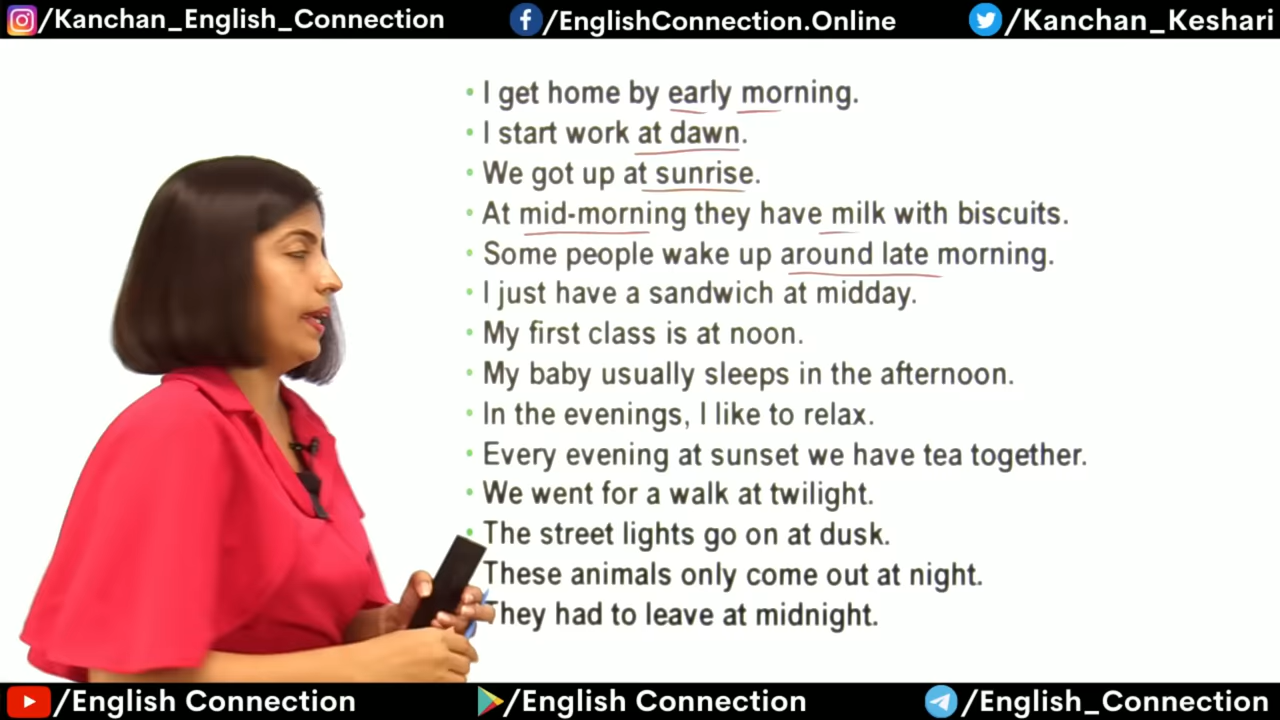 /Kanchan_English_Connection
/EnglishConnection.Online
/Kanchan_Keshari
• I get home by early morning.
• I start work at dawn.
• We got up at sunrise.
• At mid-morning they have milk with biscuits.
• Some people wake up around late morning.
• I just have a sandwich at midday.
• My first class is at noon.
• My baby usually sleeps in the afternoon.
• In the evenings, I like to relax.
• Every evening at sunset we have tea together.
• We went for a walk at twilight.
• The street lights go on at dusk.
These animals only come out at night.
They had to leave at midnight.
/English Connection
/English Connection
/English_Connection